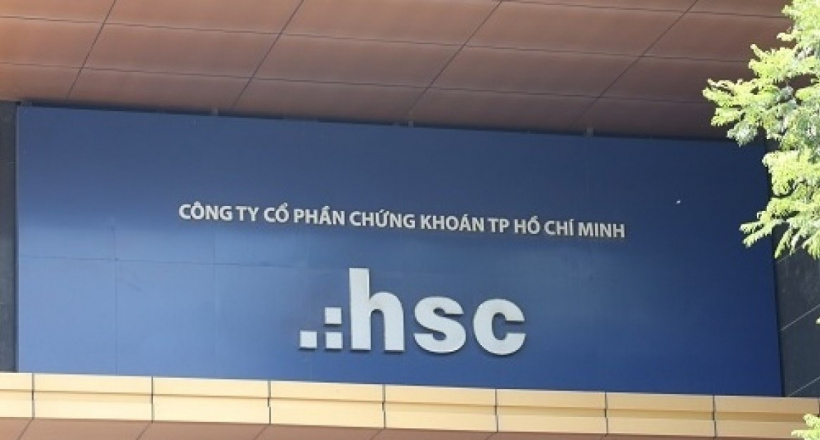 CÔNG TY CỔ PHẦN CHỨNG KHOÁN TP HỒ CHÍ MINH
.:hsc